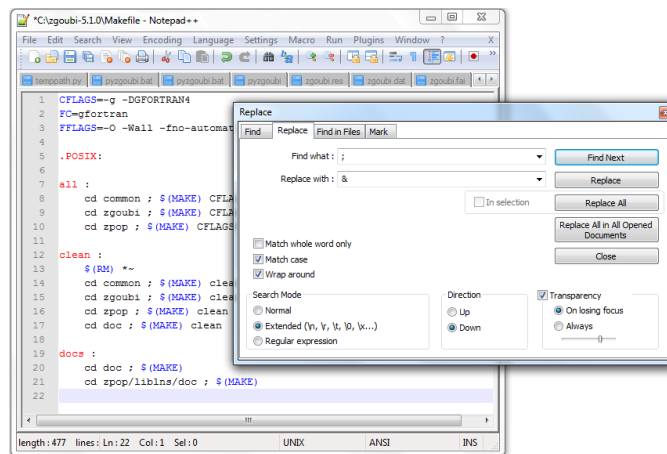 *C:\zgoubi-5.1.0\Makefile - Notepad++
File Edit Search View Encoding Language Settings Macro Run Plugins Window ? X
temppath.py pyzgoubi.bat pyzgoubi.bat pyzgoubi zgoubi.res zgoubi.dat zgoubi.fai
1 CFLAGS=-g -DGFORTRAN4
2 FC=gfortran
3 FFLAGS=-O -Wall -fno-automat
4
5 .POSIX:
6
7 all :
8 cd common ; $(MAKE) CFLA
9 cd zgoubi ; $(MAKE) CFLA
10 cd zpop ; $(MAKE) CFLAGS
11
12 clean :
13 $(RM) *~
14 cd common ; $(MAKE) clea
15 cd zgoubi ; $(MAKE) clea
16 cd zpop ; $(MAKE) clean
17 cd doc ; $(MAKE) clean
18
19 docs :
20 cd doc ; $(MAKE)
21 cd zpop/liblns/doc ; $(MAKE)
22
length : 477 lines: Ln : 22 Col : 1 Sel : 0 UNIX ANSI INS
Replace
Find Replace Find in Files Mark
Find what : ; Find Next
Replace with : & Replace
In selection Replace All
Replace All in All Opened
Documents
Match whole word only
Match case Close
Wrap around
Search Mode Direction Transparency
Normal Up On losing focus
Extended (\n, \r, \t, \0, \x...) Down Always
Regular expression